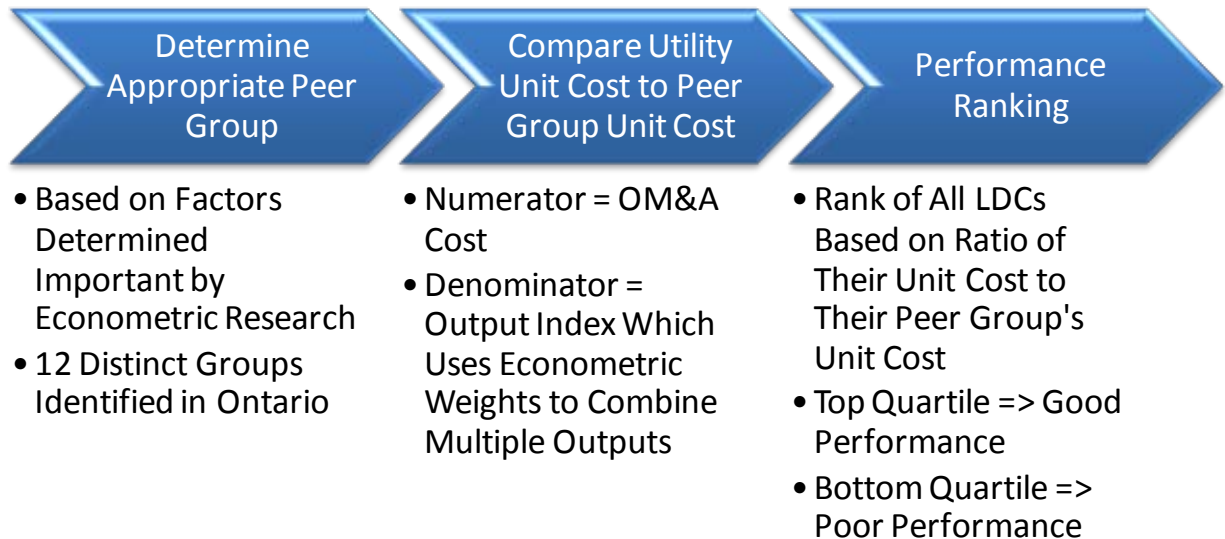 Determine
Appropriate Peer
Group
• Based on Factors
Determined
Important by
Econometric Research
• 12 Distinct Groups
Identified in Ontario
Compare Utility
Unit Cost to Peer
Group Unit Cost
• Numerator = OM&A
Cost
• Denominator =
Output Index Which
Uses Econometric
Weights to Combine
Multiple Outputs
Performance
Ranking
• Rank of All LDCs
Based on Ratio of
Their Unit Cost to
Their Peer Group's
Unit Cost
• Top Quartile => Good
Performance
• Bottom Quartile =>
Poor Performance